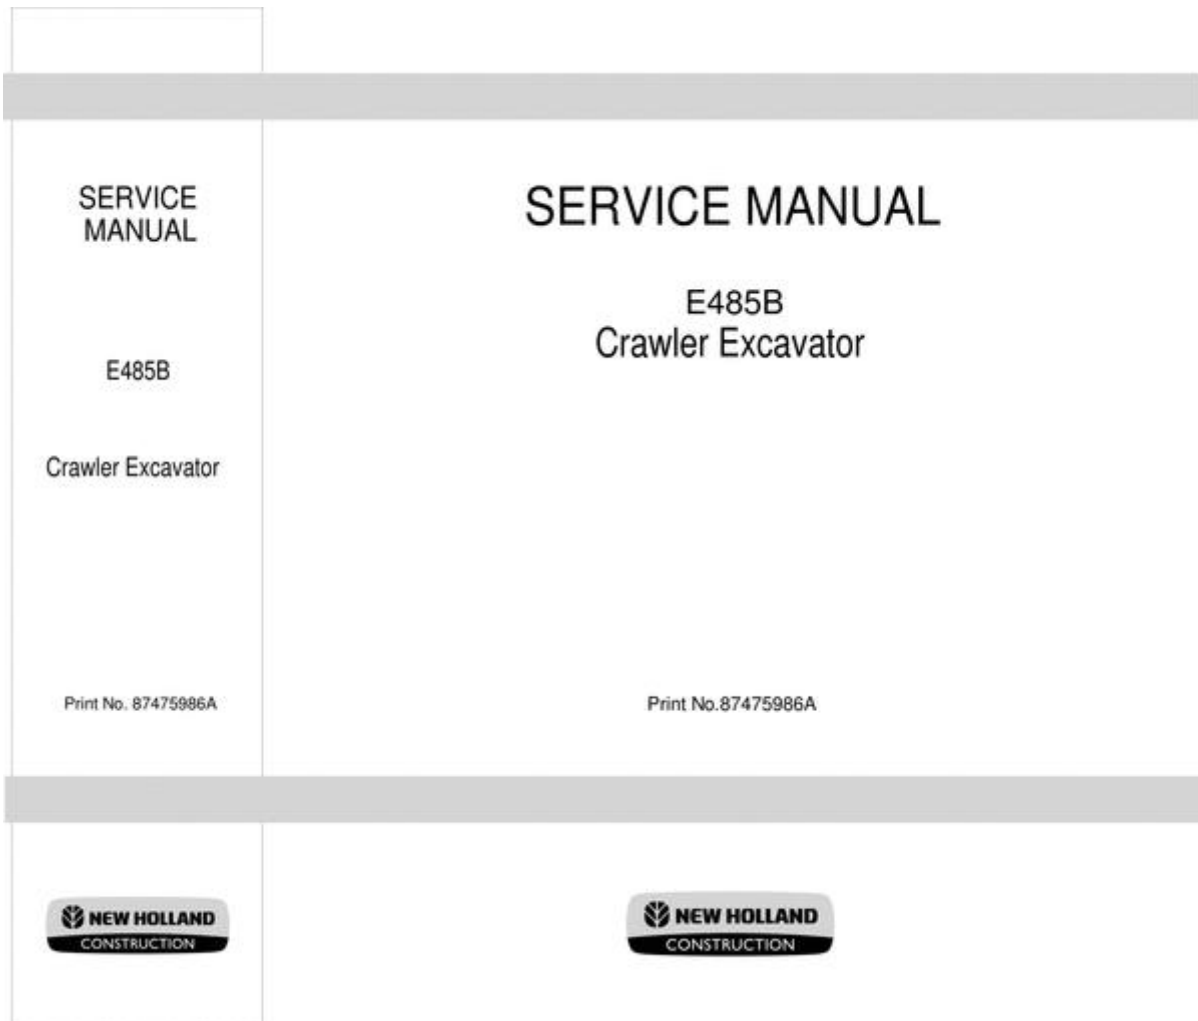 SERVICE
MANUAL
E485B
Crawler Excavator
Print No. 87475986A
NEW HOLLAND
CONSTRUCTION
SERVICE MANUAL
E485B
Crawler Excavator
Print No.87475986A
NEW HOLLAND
CONSTRUCTION